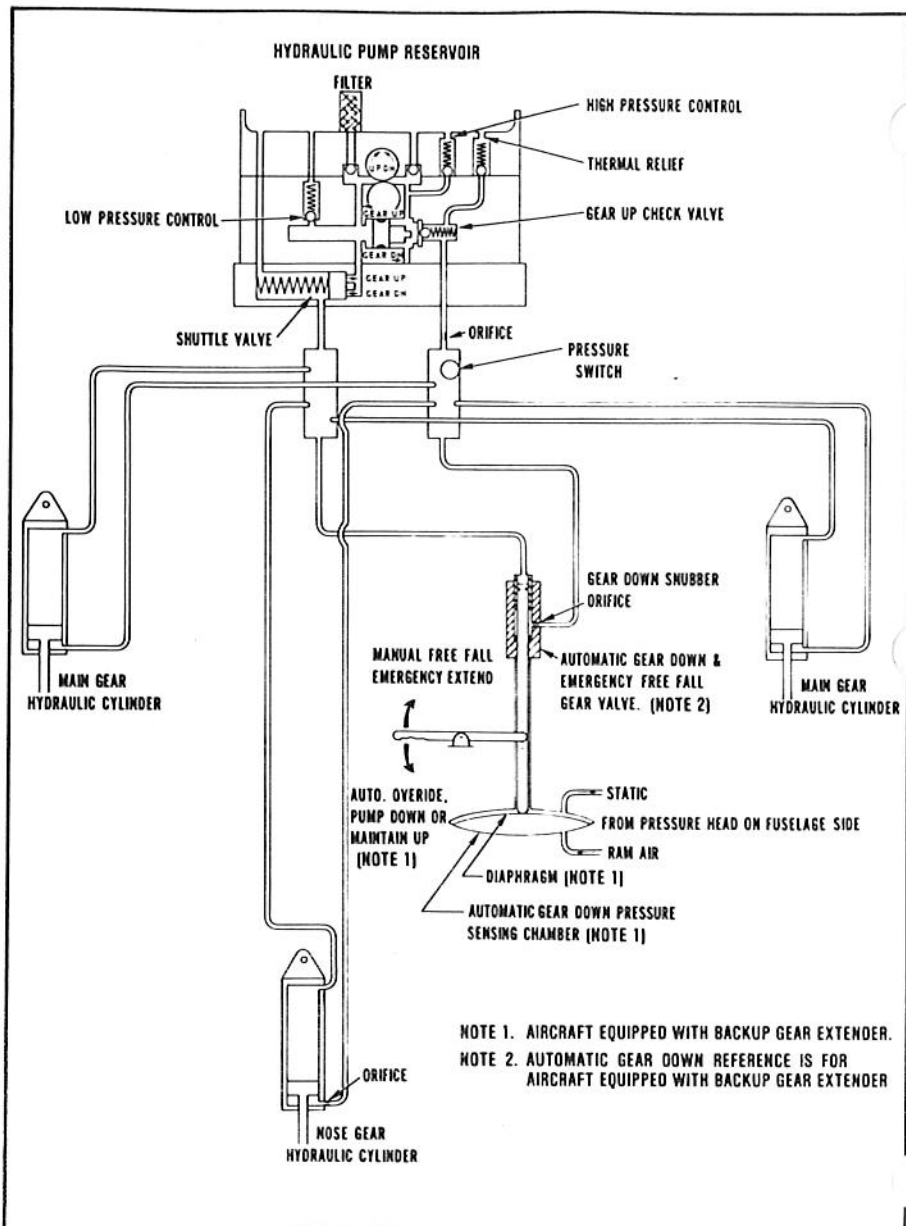 HYDRAULIC PUMP RESERVOIR
FILTER
HIGH PRESSURE CONTROL
THERMAL RELIEF
UP DN
LOW PRESSURE CONTROL
GEAR UP
GEAR UP CHECK VALVE
GEAR DN
GEAR UP
GEAR DN
SHUTTLE VALVE
ORIFICE
PRESSURE
SWITCH
GEAR DOWN SNUBBER
ORIFICE
MANUAL FREE FALL
EMERGENCY EXTEND
AUTOMATIC GEAR DOWN &
EMERGENCY FREE FALL
GEAR VALVE. (NOTE 2)
MAIN GEAR
HYDRAULIC CYLINDER
MAIN GEAR
HYDRAULIC CYLINDER
AUTO. OVERIDE,
PUMP DOWN OR
MAINTAIN UP
(NOTE 1)
STATIC
FROM PRESSURE HEAD ON FUSELAGE SIDE
RAM AIR
DIAPHRAGM (NOTE 1)
AUTOMATIC GEAR DOWN PRESSURE
SENSING CHAMBER (NOTE 1)
NOTE 1. AIRCRAFT EQUIPPED WITH BACKUP GEAR EXTENDER.
NOTE 2. AUTOMATIC GEAR DOWN REFERENCE IS FOR
AIRCRAFT EQUIPPED WITH BACKUP GEAR EXTENDER
ORIFICE
NOSE GEAR
HYDRAULIC CYLINDER